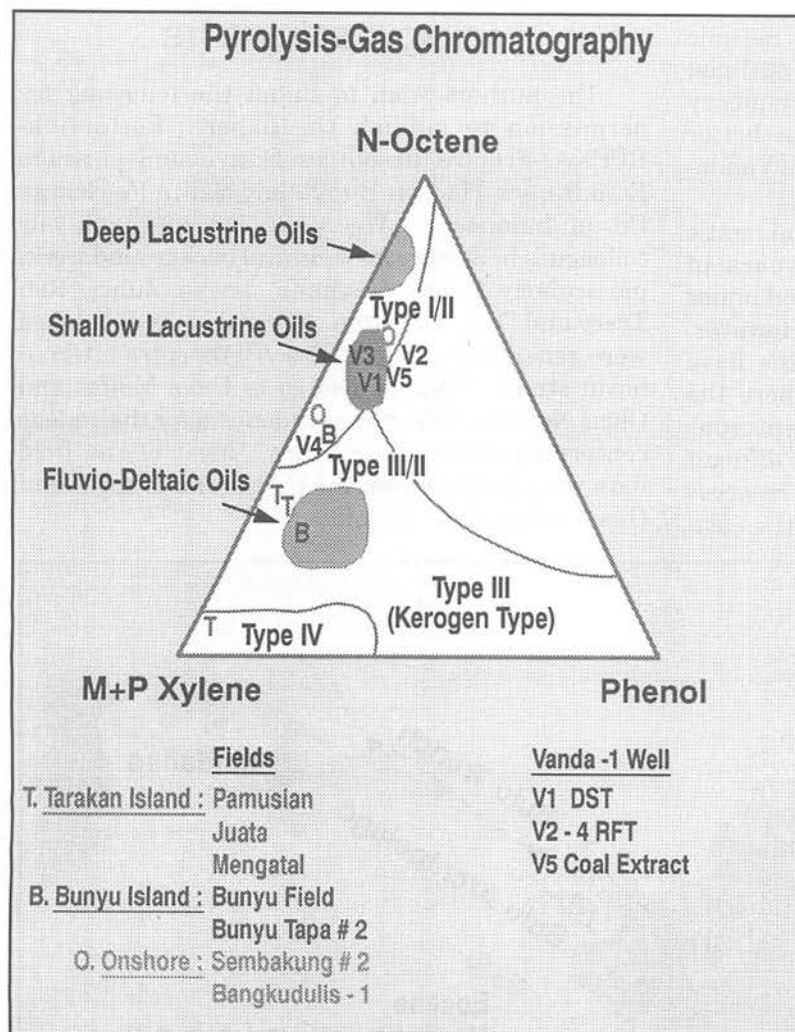 Pyrolysis-Gas Chromatography
N-Octene
Deep Lacustrine Oils
Type I/II
Shallow Lacustrine Oils
O
V3
V2
V1
V5
O
B
V4
Type III/II
Fluvio-Deltaic Oils
T
T
B
Type III
(Kerogen Type)
T
Type IV
M+P Xylene
Phenol
Fields
Vanda -1 Well
T. Tarakan Island : Pamusian
V1 DST
Juata
V2 - 4 RFT
Mengatal
V5 Coal Extract
B. Bunyu Island : Bunyu Field
Bunyu Tapa # 2
O. Onshore : Sembakung # 2
Bangkudulis - 1